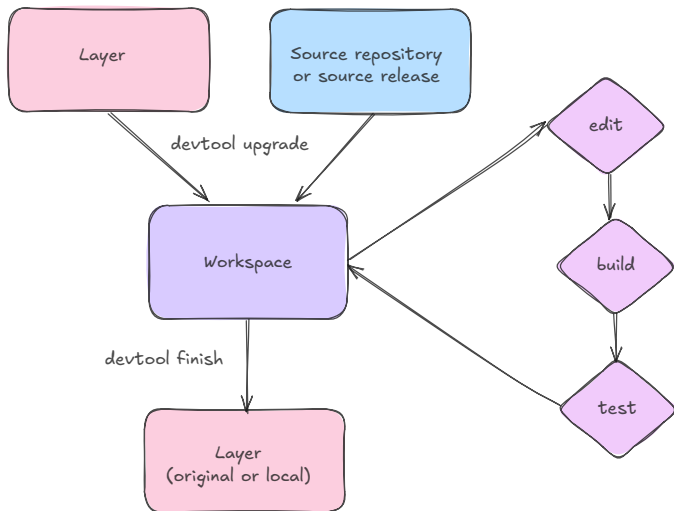 Layer
Source repository
or source release
edit
devtool upgrade
Workspace
build
devtool finish
test
Layer
(original or local)